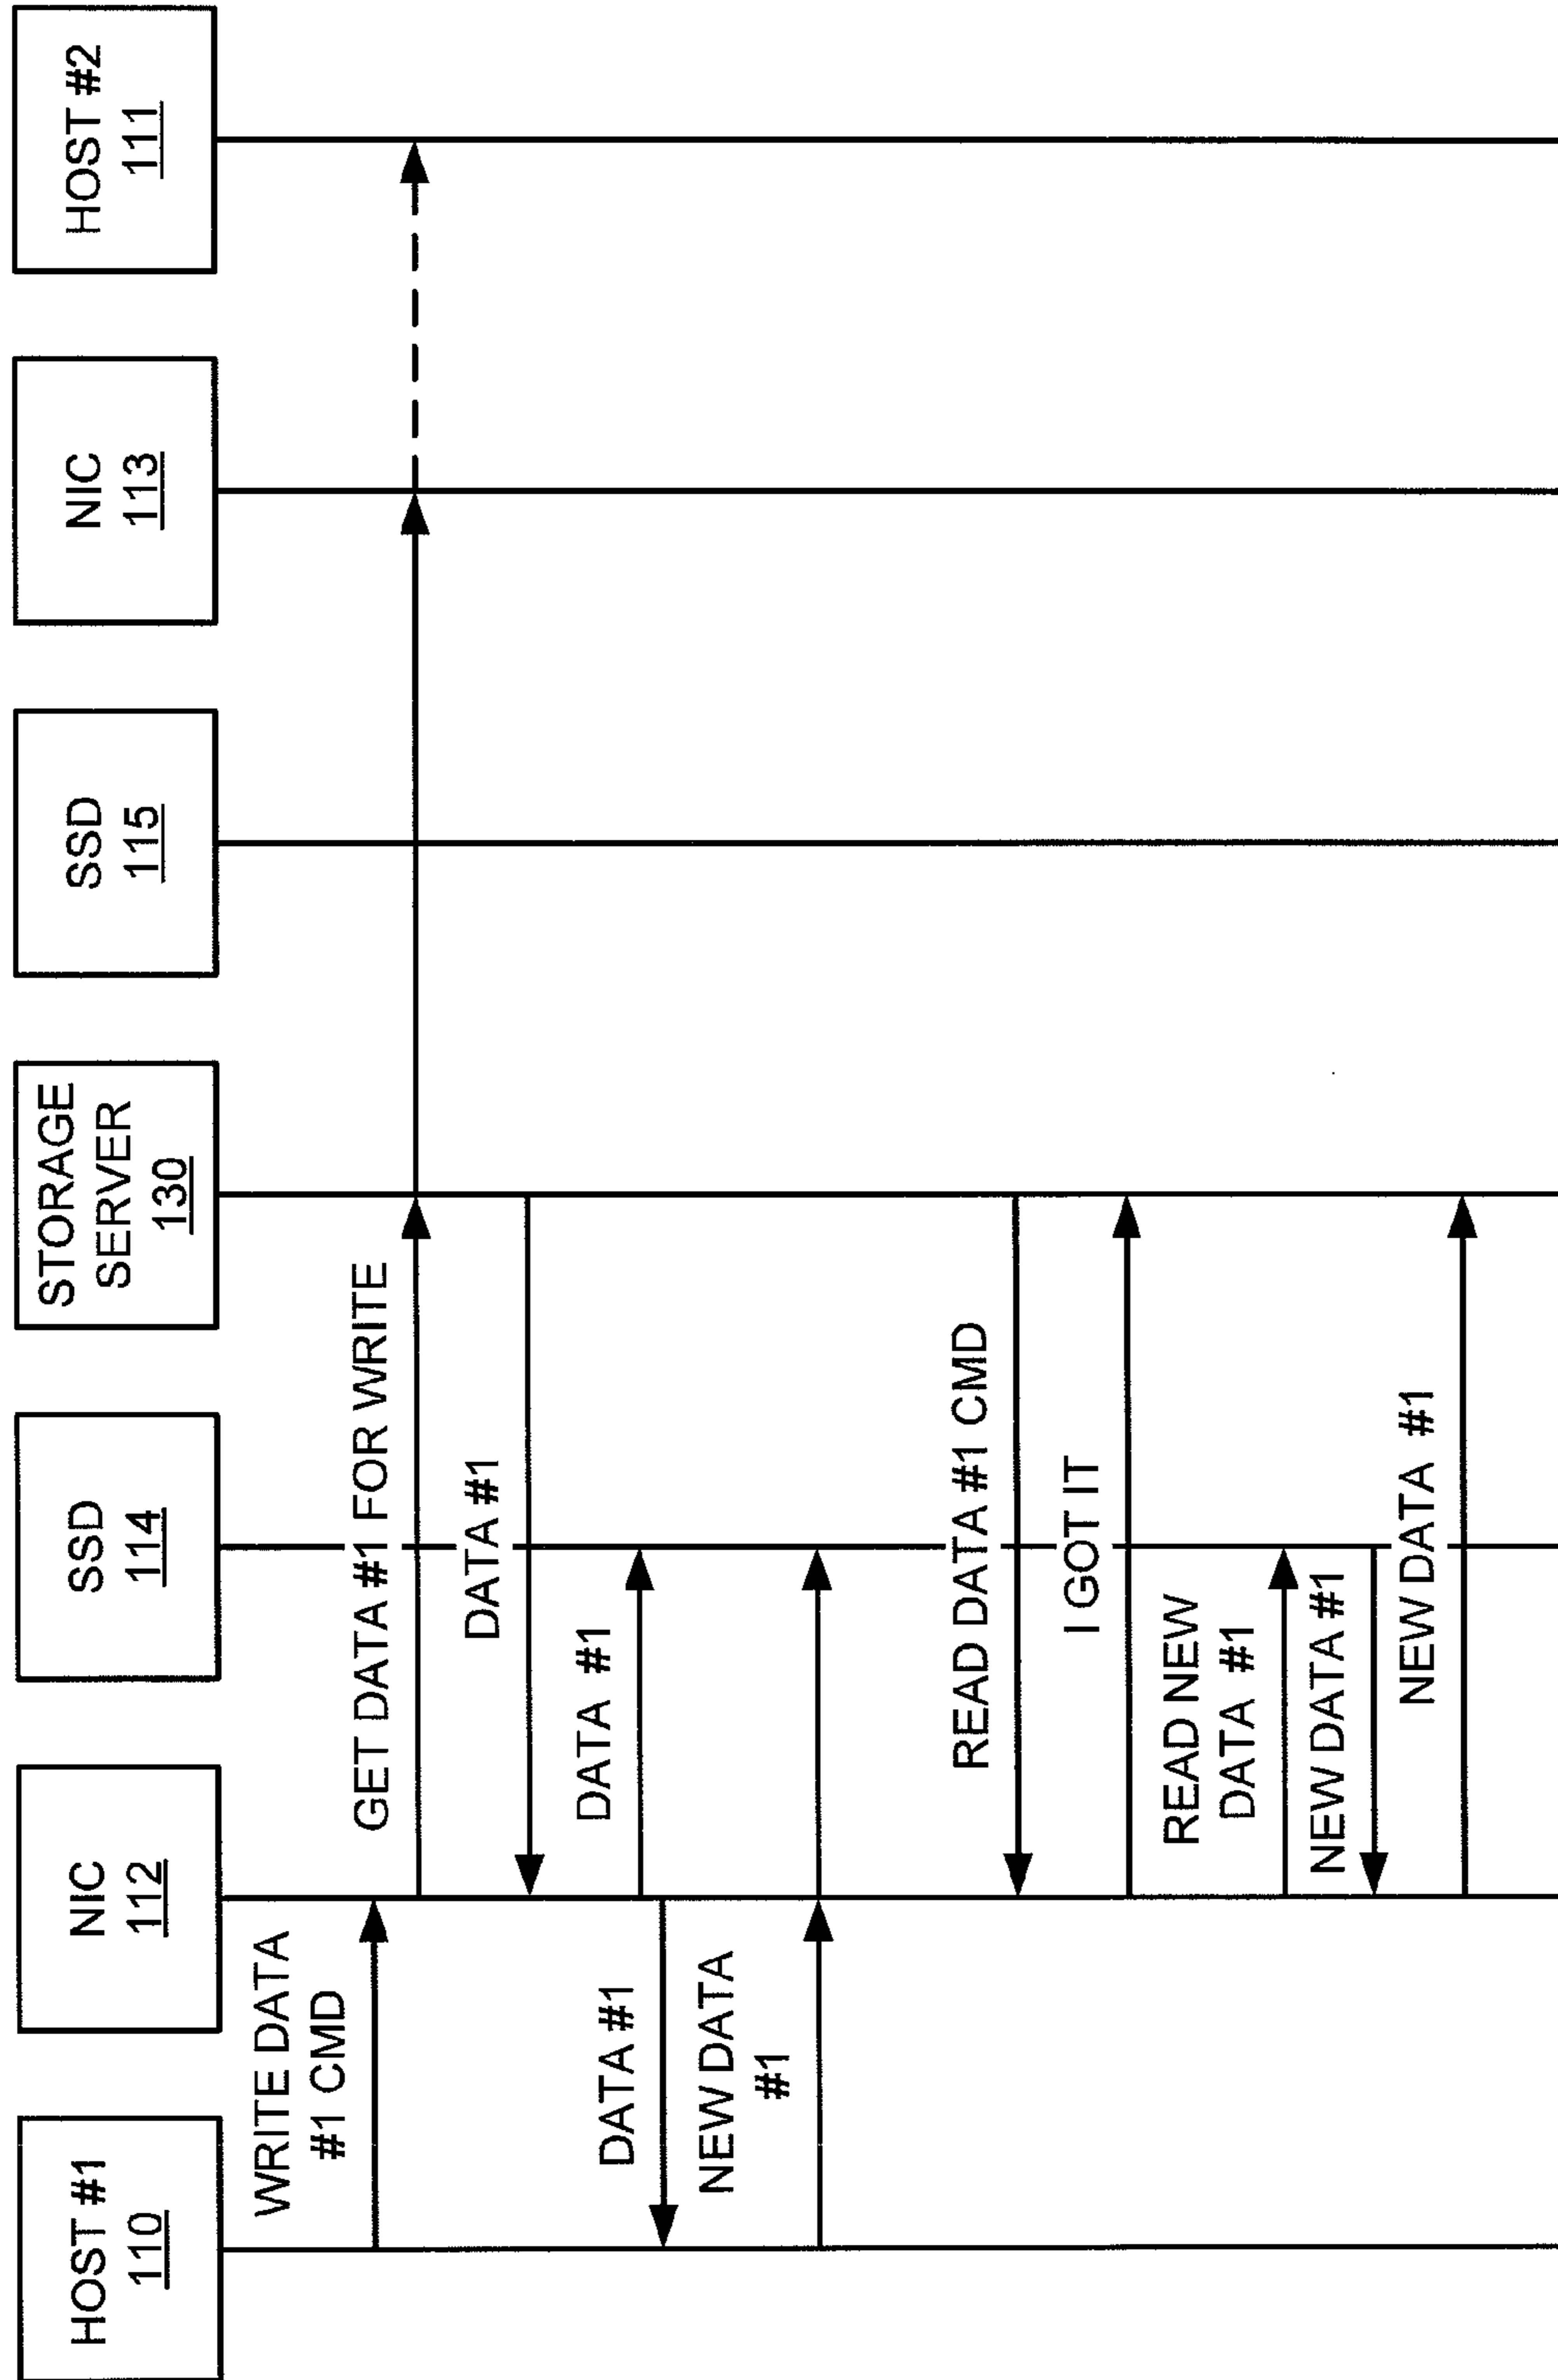 HOST #1
110
NIC
112
SSD
114
STORAGE
SERVER
130
SSD
115
NIC
113
HOST #2
111
WRITE DATA
#1 CMD
GET DATA #1 FOR WRITE
DATA #1
DATA #1
DATA #1
NEW DATA
#1
READ DATA #1 CMD
I GOT IT
READ NEW
DATA #1
NEW DATA #1
NEW DATA #1